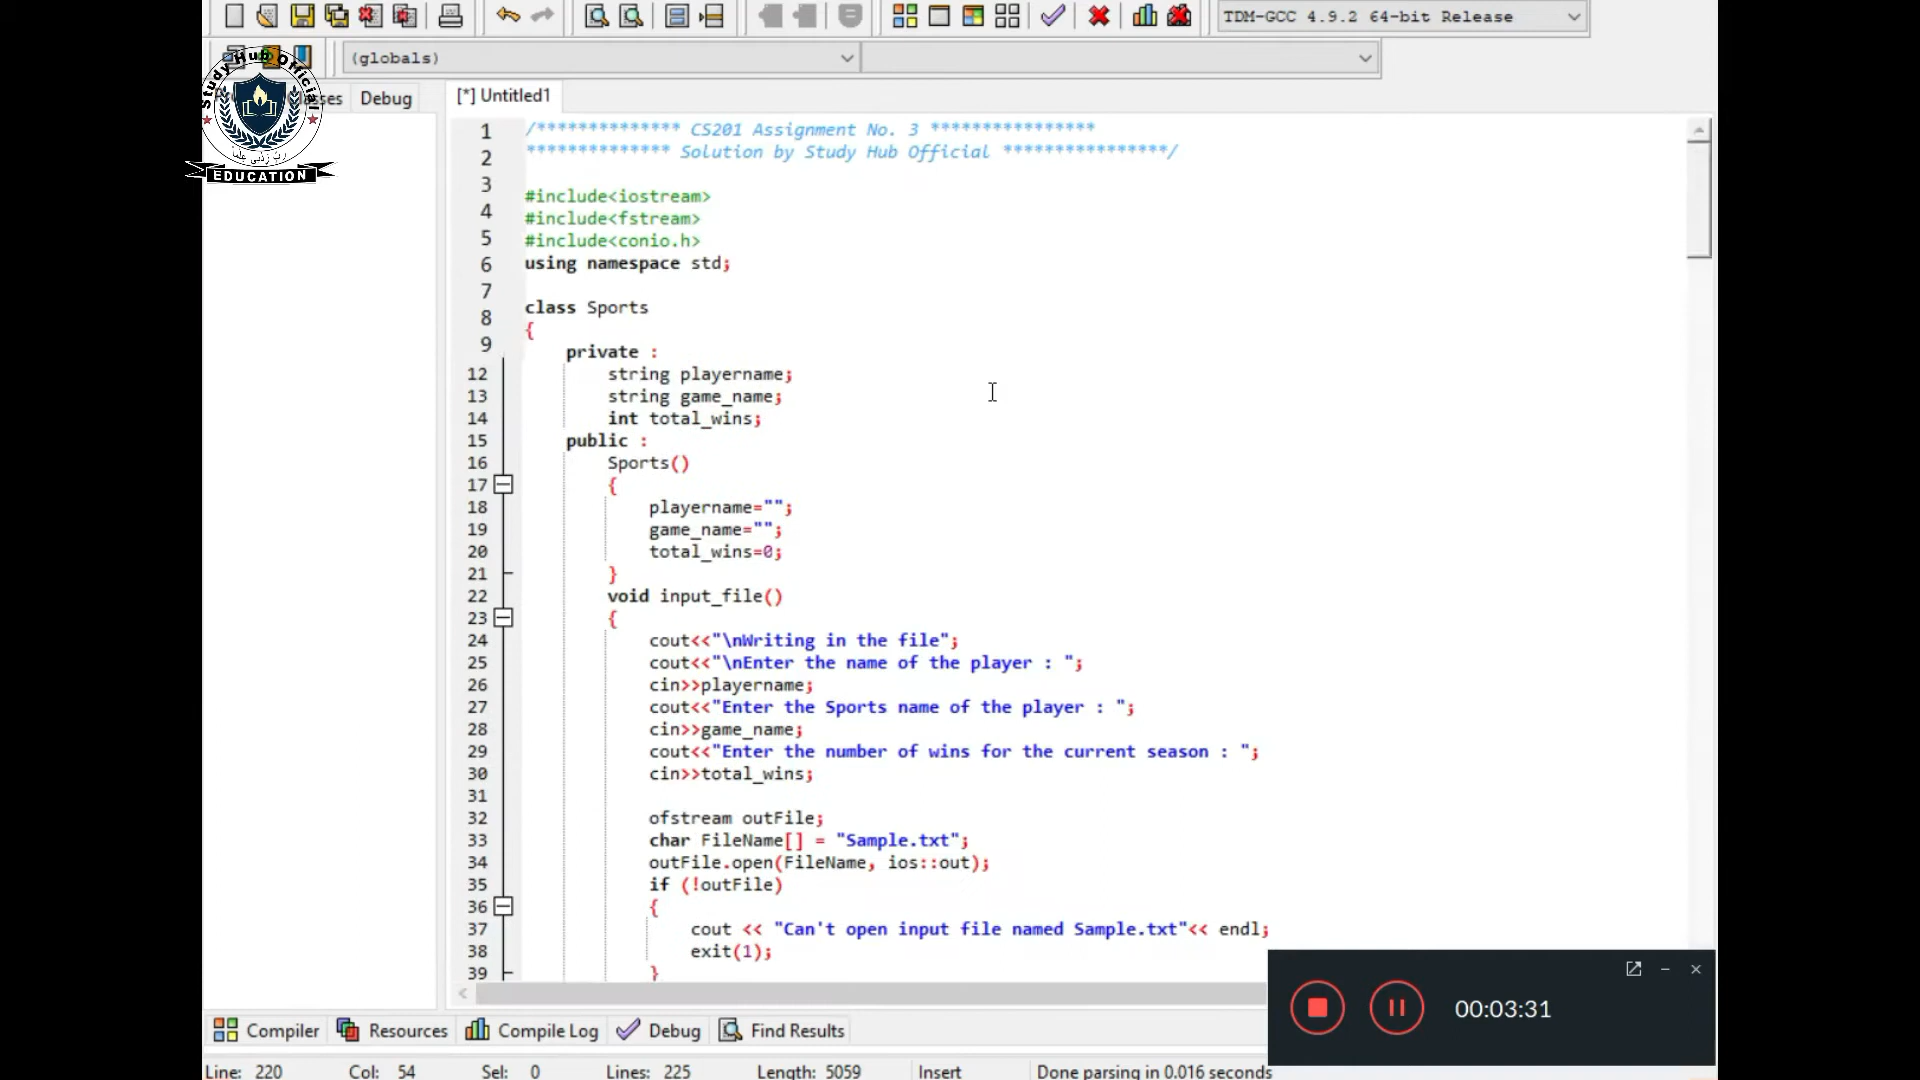 TDM-GCC 4.9.2 64-bit Release
(globals)
Study Hub Official
رب زدنی علما
EDUCATION
sses
Debug
[*] Untitled1
1 /************** CS201 Assignment No. 3 ****************
2 ************** Solution by Study Hub Official ****************/
3
4 #include<iostream>
5 #include<fstream>
#include<conio.h>
6 using namespace std;
7
8 class Sports
{
9 private :
12 string playername;
13 string game_name;
14 int total_wins;
15 public :
16 Sports()
17 {
18 playername="";
19 game_name="";
20 total_wins=0;
21 }
22 void input_file()
23 {
24 cout<<"\nWriting in the file";
25 cout<<"\nEnter the name of the player : ";
26 cin>>playername;
27 cout<<"Enter the Sports name of the player : ";
28 cin>>game_name;
29 cout<<"Enter the number of wins for the current season : ";
30 cin>>total_wins;
31
32 ofstream outFile;
33 char FileName[] = "Sample.txt";
34 outFile.open(FileName, ios::out);
35 if (!outFile)
36 {
37 cout << "Can't open input file named Sample.txt"<< endl;
38 exit(1);
39 }
00:03:31
Compiler Resources Compile Log Debug Find Results
Line: 220 Col: 54 Sel: 0 Lines: 225 Length: 5059 Insert Done parsing in 0.016 seconds